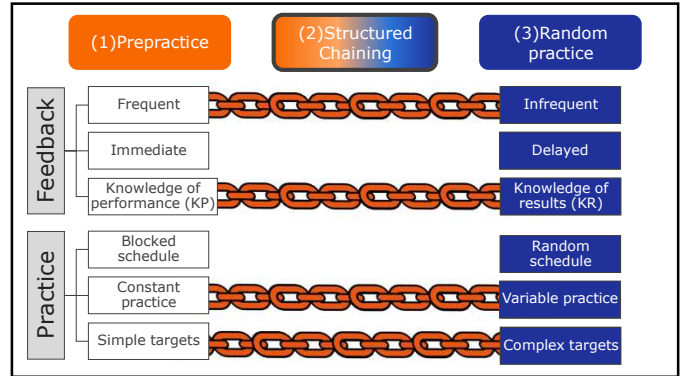 (1)Prepractice
(2)Structured
Chaining
(3)Random
practice
Feedback
Frequent
Infrequent
Immediate
Delayed
Knowledge of
performance (KP)
Knowledge of
results (KR)
Practice
Blocked
schedule
Random
schedule
Constant
practice
Variable practice
Simple targets
Complex targets